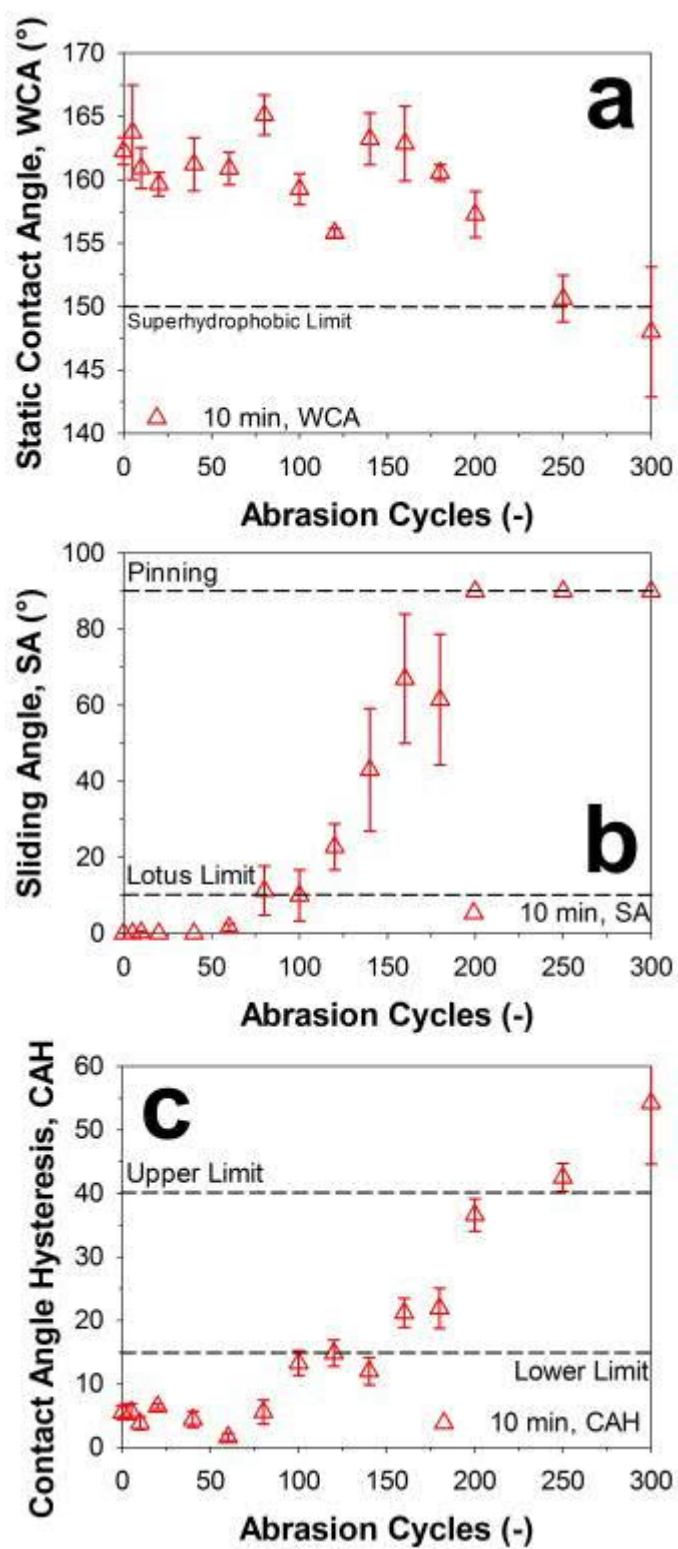 Static Contact Angle, WCA (°)
170
165
160
155
150
145
140
a
Superhydrophobic Limit
10 min, WCA
0 50 100 150 200 250 300
Abrasion Cycles (-)
Sliding Angle, SA (°)
100
80
60
40
20
0
Pinning
Lotus Limit
b
10 min, SA
0 50 100 150 200 250 300
Abrasion Cycles (-)
Contact Angle Hysteresis, CAH
60
50
40
30
20
10
0
c
Upper Limit
Lower Limit
10 min, CAH
0 50 100 150 200 250 300
Abrasion Cycles (-)